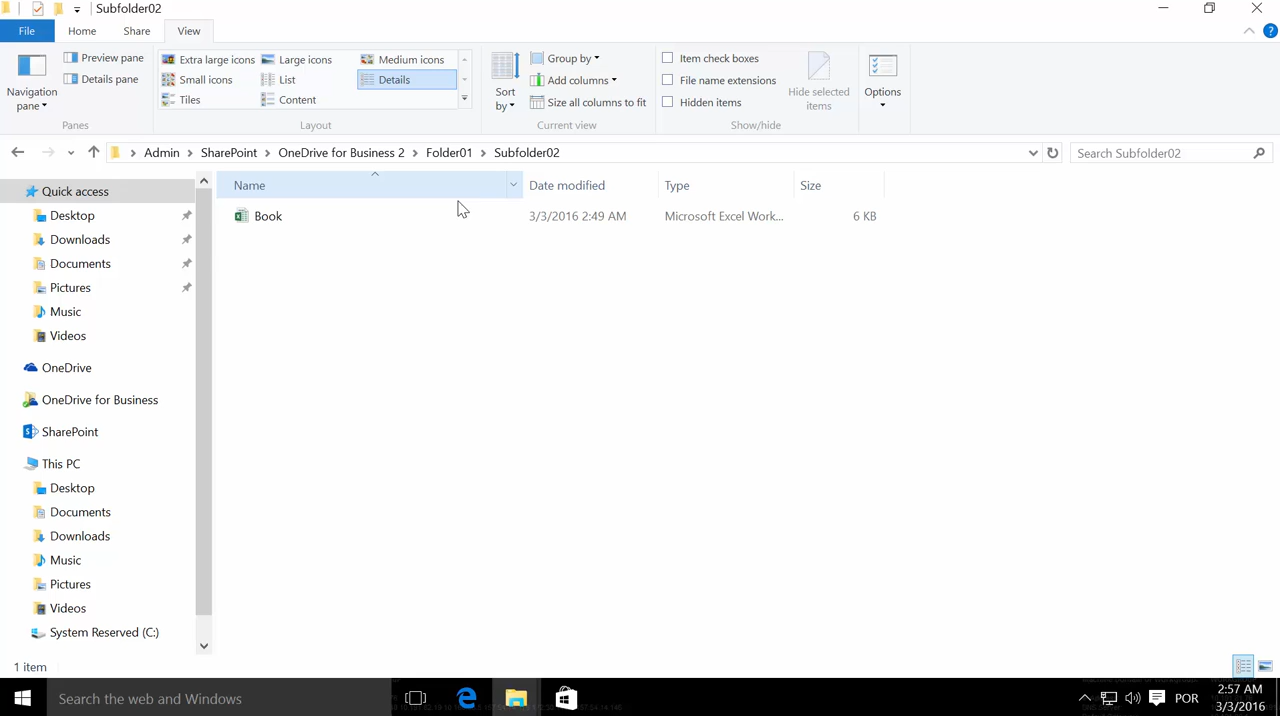 Subfolder02
File Home Share View
Navigation pane
Preview pane
Details pane
Panes
Extra large icons Large icons Medium icons
Small icons List Details
Tiles Content
Layout
Sort by
Group by
Add columns
Size all columns to fit
Current view
Item check boxes
File name extensions
Hidden items
Hide selected items
Show/hide
Options
Admin SharePoint OneDrive for Business 2 Folder01 Subfolder02
Search Subfolder02
Name Date modified Type Size
Book 3/3/2016 2:49 AM Microsoft Excel Work... 6 KB
Quick access
Desktop
Downloads
Documents
Pictures
Music
Videos
OneDrive
OneDrive for Business
SharePoint
This PC
Desktop
Documents
Downloads
Music
Pictures
Videos
System Reserved (C:)
1 item
Search the web and Windows
POR
2:57 AM
3/3/2016